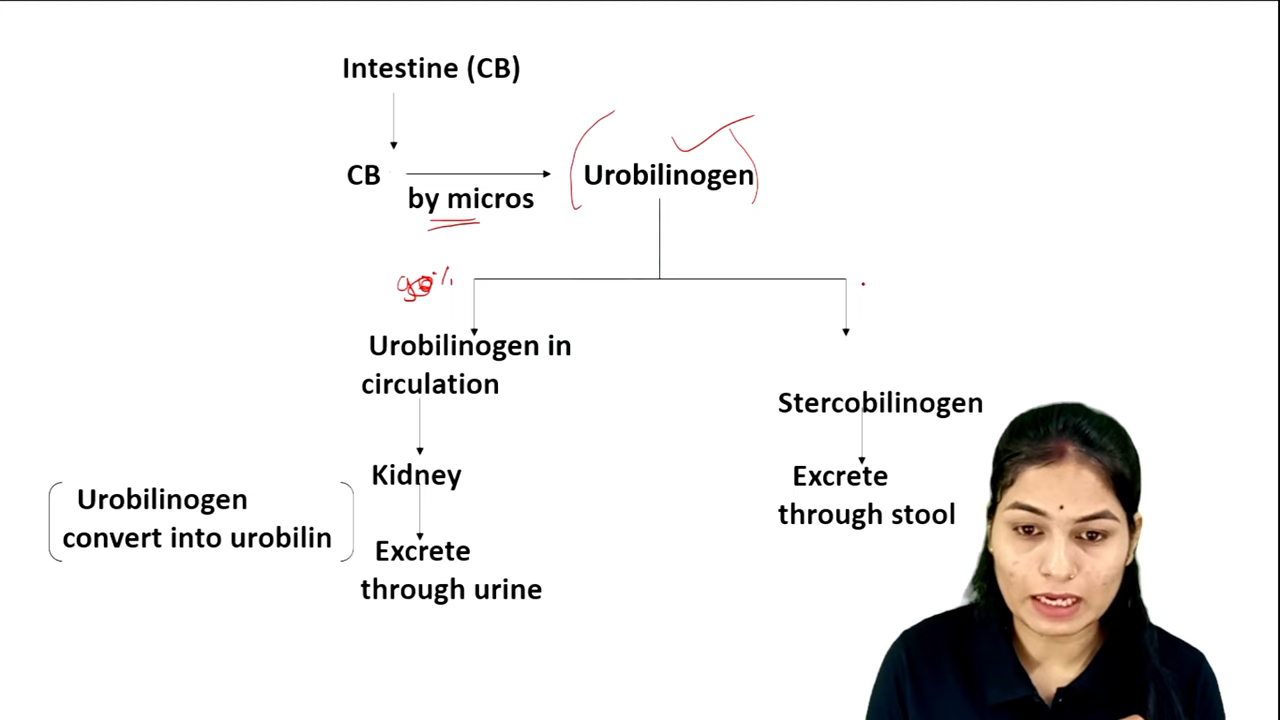 Intestine (CB)
CB
by micros
Urobilinogen
90%
Urobilinogen in
circulation
Stercobilinogen
Kidney
Excrete
through stool
Urobilinogen
convert into urobilin
Excrete
through urine